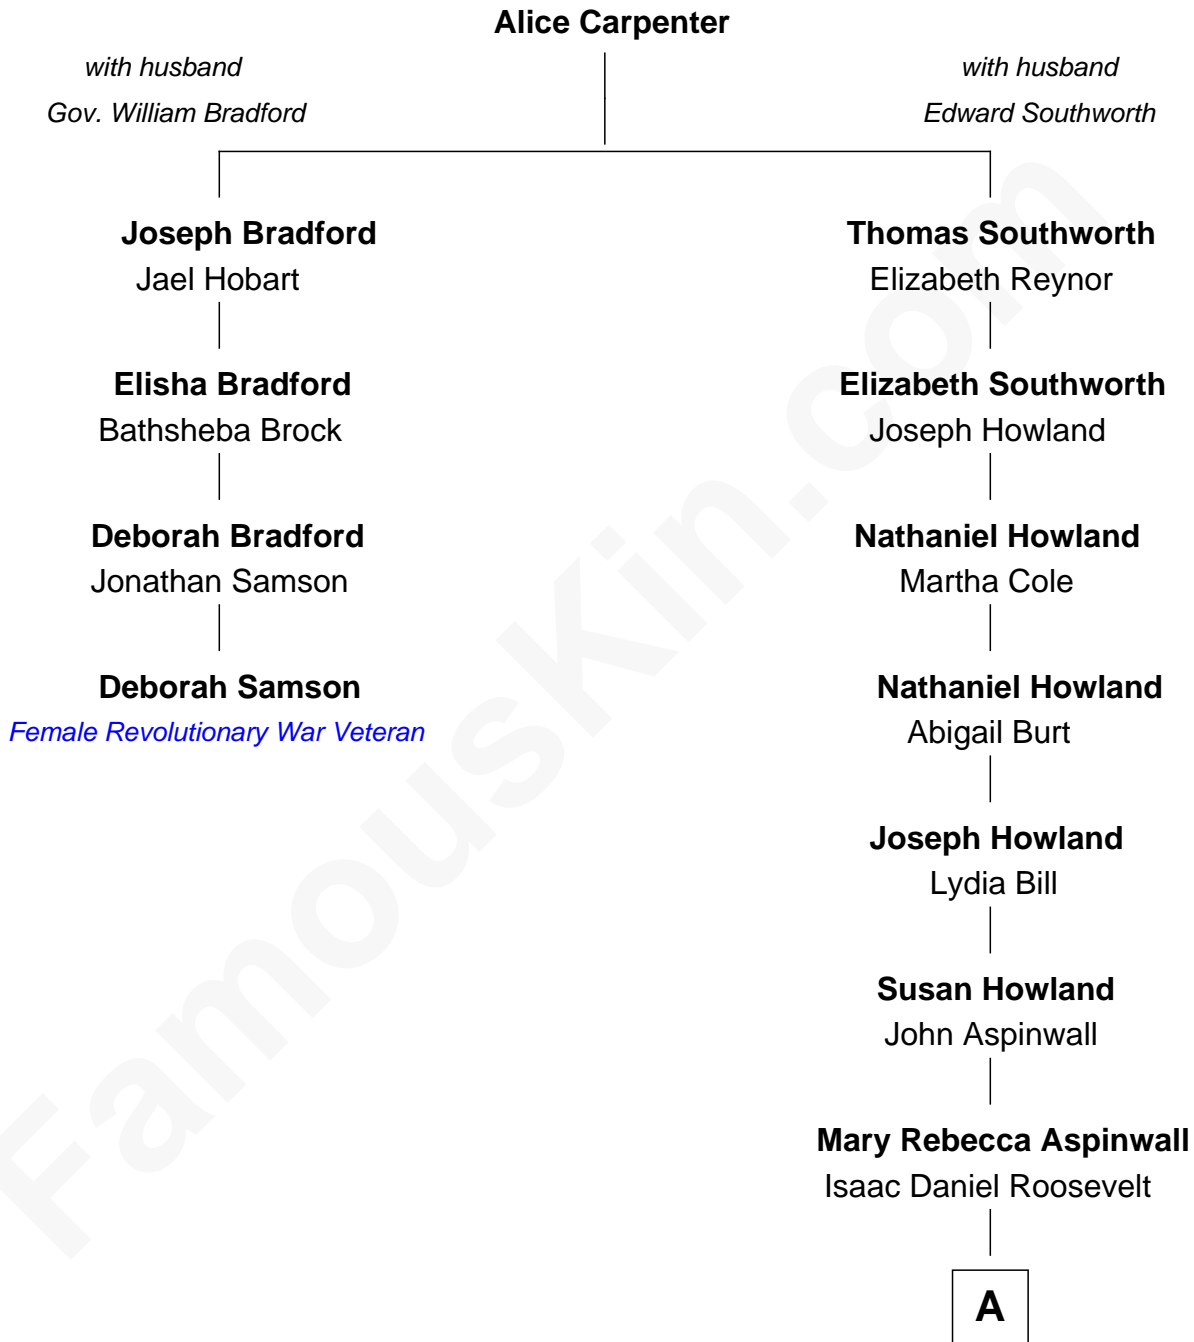 Alice Carpenter
with husband
Gov. William Bradford
with husband
Edward Southworth
Joseph Bradford
Jael Hobart
Thomas Southworth
Elizabeth Reynor
Elisha Bradford
Bathsheba Brock
Elizabeth Southworth
Joseph Howland
Deborah Bradford
Jonathan Samson
Nathaniel Howland
Martha Cole
Deborah Samson
Female Revolutionary War Veteran
Nathaniel Howland
Abigail Burt
Joseph Howland
Lydia Bill
Susan Howland
John Aspinwall
Mary Rebecca Aspinwall
Isaac Daniel Roosevelt
A
FamousKin.com